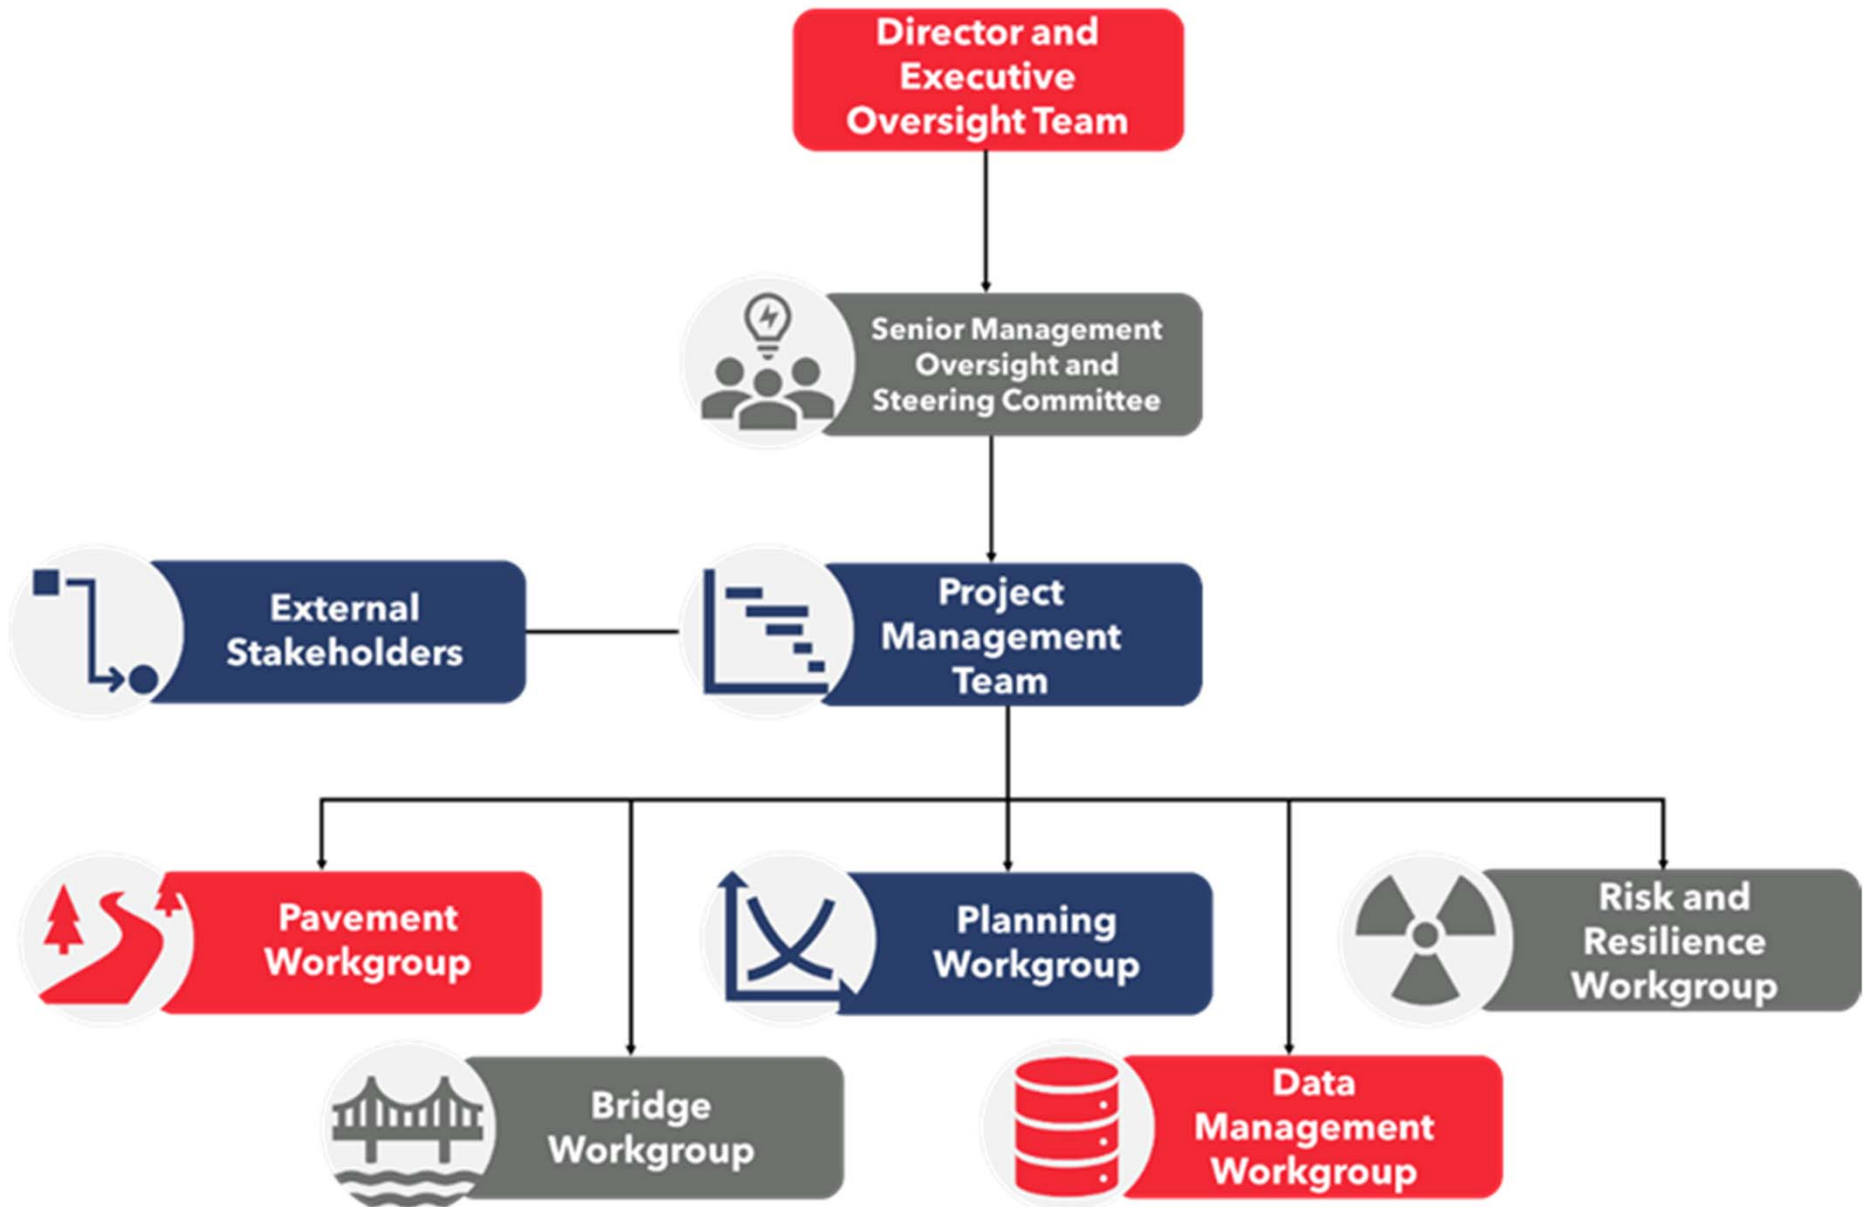 Director and
Executive
Oversight Team
Senior Management
Oversight and
Steering Committee
External
Stakeholders
Project
Management
Team
Pavement
Workgroup
Planning
Workgroup
Risk and
Resilience
Workgroup
Bridge
Workgroup
Data
Management
Workgroup